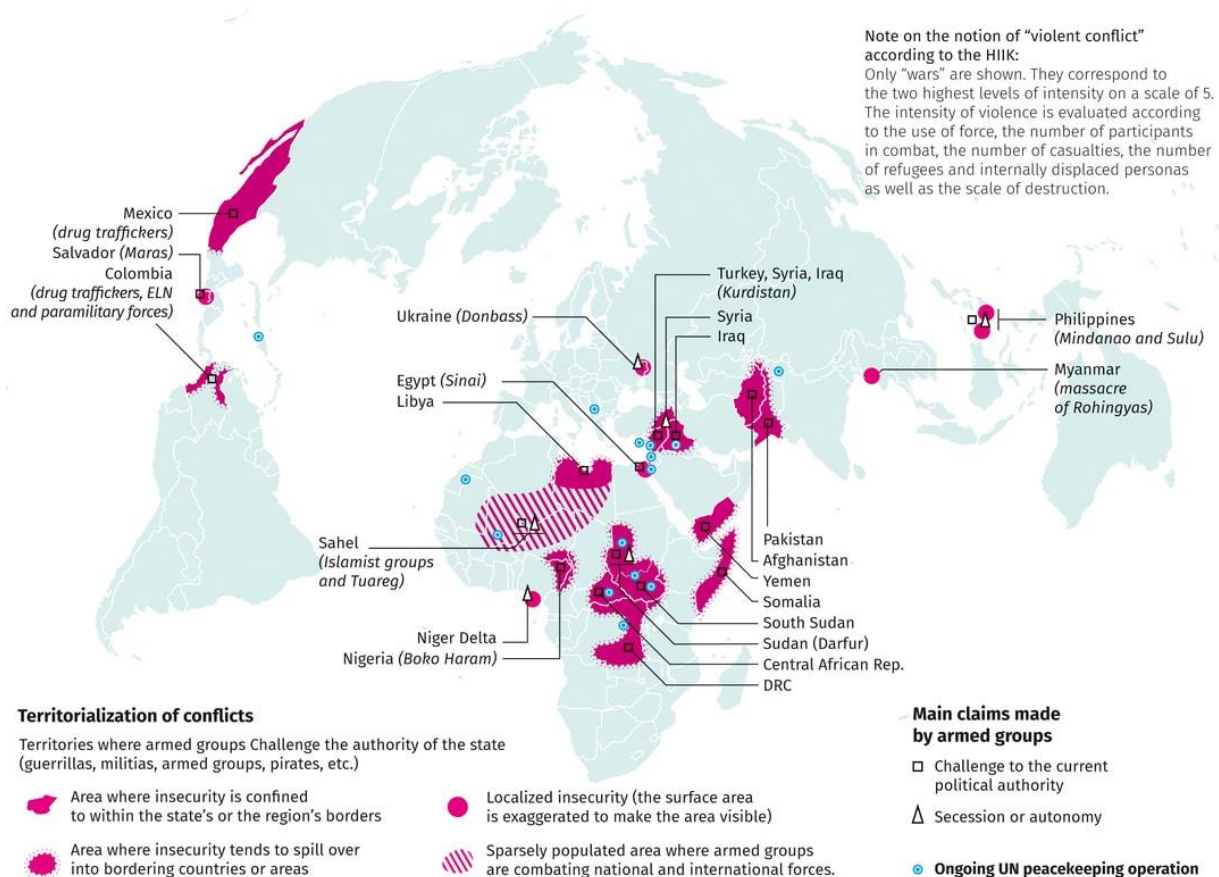 Note on the notion of “violent conflict”
according to the HIIK:
Only “wars” are shown. They correspond to
the two highest levels of intensity on a scale of 5.
The intensity of violence is evaluated according
to the use of force, the number of participants
in combat, the number of casualties, the number
of refugees and internally displaced personas
as well as the scale of destruction.
Mexico
(drug traffickers)
Salvador (Maras)
Colombia
(drug traffickers, ELN
and paramilitary forces)
Ukraine (Donbass)
Egypt (Sinai)
Libya
Turkey, Syria, Iraq
(Kurdistan)
Syria
Iraq
Philippines
(Mindanao and Sulu)
Myanmar
(massacre
of Rohingyas)
Sahel
(Islamist groups
and Tuareg)
Niger Delta
Nigeria (Boko Haram)
Pakistan
Afghanistan
Yemen
Somalia
South Sudan
Sudan (Darfur)
Central African Rep.
DRC
Territorialization of conflicts
Territories where armed groups Challenge the authority of the state
(guerrillas, militias, armed groups, pirates, etc.)
Area where insecurity is confined
to within the state’s or the region’s borders
Area where insecurity tends to spill over
into bordering countries or areas
Localized insecurity (the surface area
is exaggerated to make the area visible)
Sparsely populated area where armed groups
are combating national and international forces.
Main claims made
by armed groups
Challenge to the current
political authority
Secession or autonomy
Ongoing UN peacekeeping operation